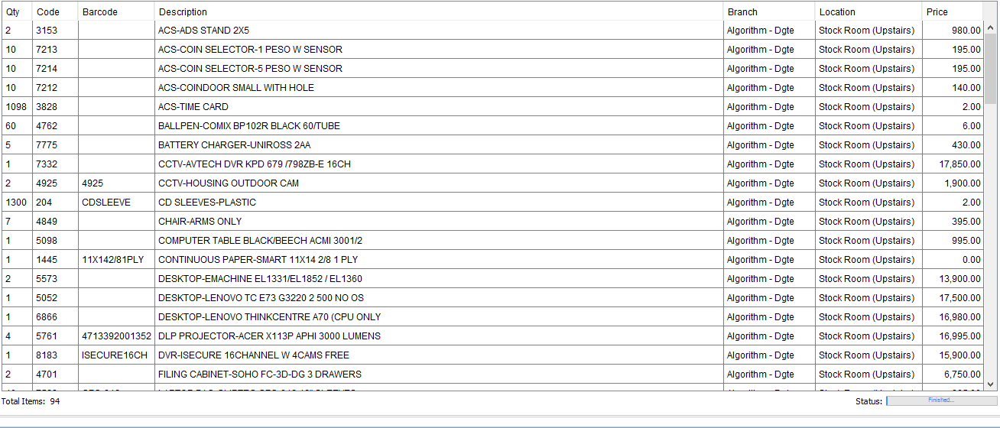 Qty Code Barcode Description Branch Location Price
2 3153 ACS-ADS STAND 2X5 Algorithm - Dgte Stock Room (Upstairs) 980.00
10 7213 ACS-COIN SELECTOR-1 PESO W SENSOR Algorithm - Dgte Stock Room (Upstairs) 195.00
10 7214 ACS-COIN SELECTOR-5 PESO W SENSOR Algorithm - Dgte Stock Room (Upstairs) 195.00
10 7212 ACS-COINDOOR SMALL WITH HOLE Algorithm - Dgte Stock Room (Upstairs) 140.00
1098 3828 ACS-TIME CARD Algorithm - Dgte Stock Room (Upstairs) 2.00
60 4762 BALLPEN-COMIX BP102R BLACK 60/TUBE Algorithm - Dgte Stock Room (Upstairs) 6.00
5 7775 BATTERY CHARGER-UNIROSS 2AA Algorithm - Dgte Stock Room (Upstairs) 430.00
1 7332 CCTV-AVTECH DVR KPD 679 /798ZB-E 16CH Algorithm - Dgte Stock Room (Upstairs) 17,850.00
2 4925 4925 CCTV-HOUSING OUTDOOR CAM Algorithm - Dgte Stock Room (Upstairs) 1,900.00
1300 204 CDSLEEVE CD SLEEVES-PLASTIC Algorithm - Dgte Stock Room (Upstairs) 2.00
7 4849 CHAIR-ARMS ONLY Algorithm - Dgte Stock Room (Upstairs) 395.00
1 5098 COMPUTER TABLE BLACK/BEECH ACMI 3001/2 Algorithm - Dgte Stock Room (Upstairs) 995.00
1 1445 11X142/81PLY CONTINUOUS PAPER-SMART 11X14 2/8 1 PLY Algorithm - Dgte Stock Room (Upstairs) 0.00
2 5573 DESKTOP-EMACHINE EL1331/EL1852 / EL1360 Algorithm - Dgte Stock Room (Upstairs) 13,900.00
1 5052 DESKTOP-LENOVO TC E73 G3220 2 500 NO OS Algorithm - Dgte Stock Room (Upstairs) 17,500.00
1 6866 DESKTOP-LENOVO THINKCENTRE A70 (CPU ONLY Algorithm - Dgte Stock Room (Upstairs) 16,980.00
4 5761 4713392001352 DLP PROJECTOR-ACER X113P APHI 3000 LUMENS Algorithm - Dgte Stock Room (Upstairs) 16,995.00
1 8183 ISECURE16CH DVR-ISECURE 16CHANNEL W 4CAMS FREE Algorithm - Dgte Stock Room (Upstairs) 15,900.00
2 4701 FILING CABINET-SOHO FC-3D-DG 3 DRAWERS Algorithm - Dgte Stock Room (Upstairs) 6,750.00
Total Items: 94 Status: Finished...